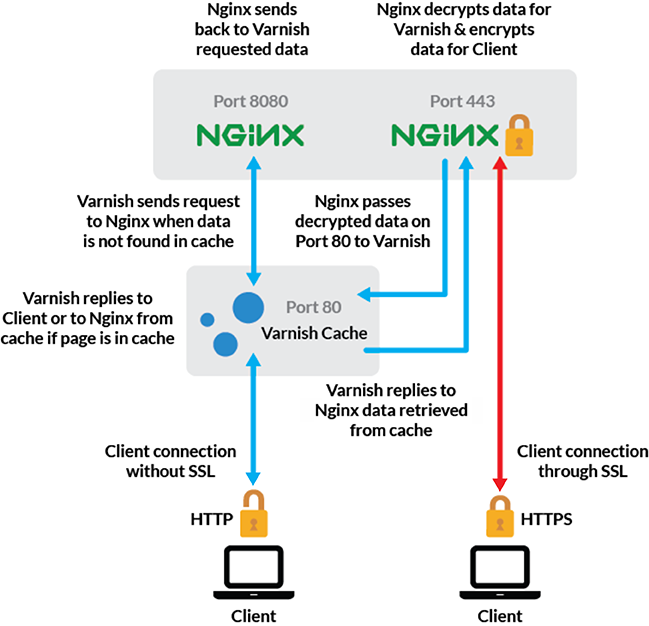 Nginx sends
back to Varnish
requested data
Nginx decrypts data for
Varnish & encrypts
data for Client
Port 8080
NGiNX
Port 443
NGiNX
Varnish sends request
to Nginx when data
is not found in cache
Nginx passes
decrypted data on
Port 80 to Varnish
Varnish replies to
Client or to Nginx from
cache if page is in cache
Port 80
Varnish Cache
Varnish replies to
Nginx data retrieved
from cache
Client connection
without SSL
Client connection
through SSL
HTTP
HTTPS
Client
Client